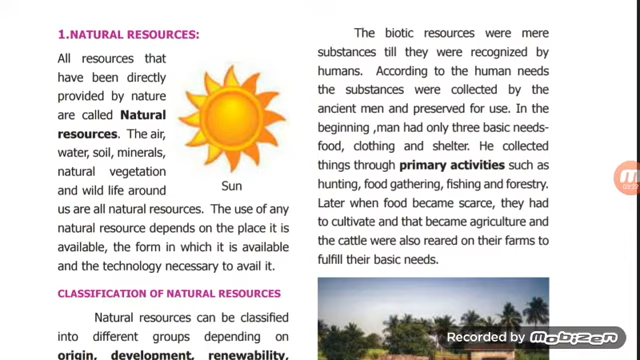 1.NATURAL RESOURCES:
All resources that
have been directly
provided by nature
are called Natural
resources. The air,
water, soil, minerals,
natural vegetation
and wild life around
us are all natural resources. The use of any
natural resource depends on the place it is
available, the form in which it is available
and the technology necessary to avail it.
Sun
CLASSIFICATION OF NATURAL RESOURCES
Natural resources can be classified
into different groups depending on
origin, development, renewability,
The biotic resources were mere
substances till they were recognized by
humans. According to the human needs
the substances were collected by the
ancient men and preserved for use. In the
beginning ,man had only three basic needs-
food, clothing and shelter. He collected
things through primary activities such as
hunting, food gathering, fishing and forestry.
Later when food became scarce, they had
to cultivate and that became agriculture and
the cattle were also reared on their farms to
fulfill their basic needs.
Recorded by Mobizen